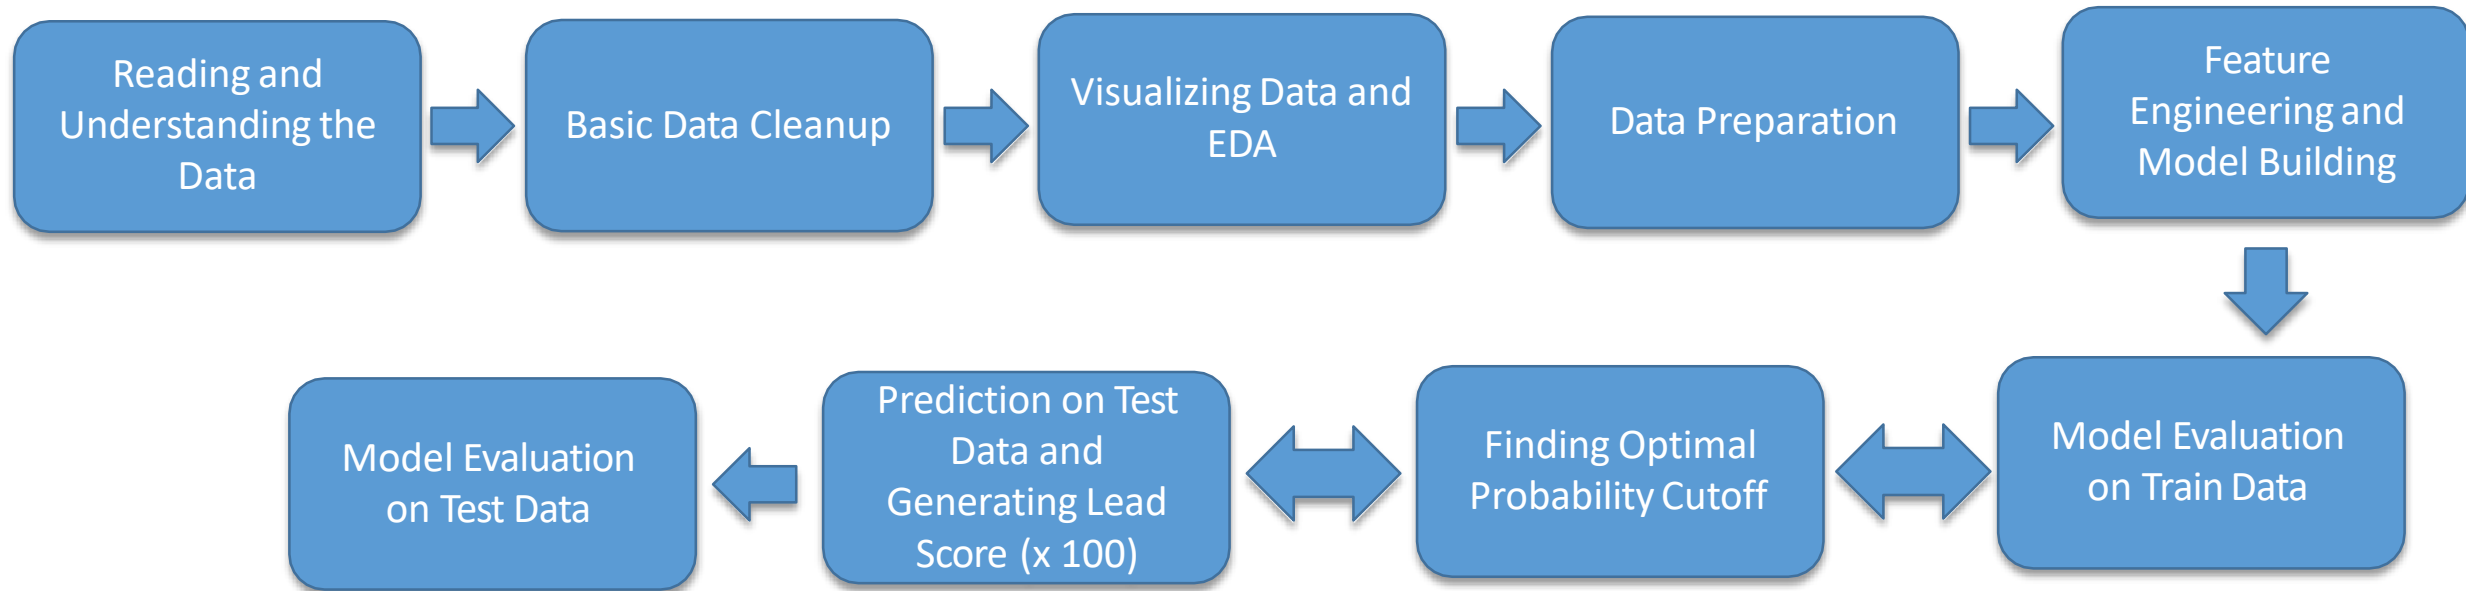 Reading and
Understanding the
Data
Basic Data Cleanup
Visualizing Data and
EDA
Data Preparation
Feature
Engineering and
Model Building
Model Evaluation
on Test Data
Prediction on Test
Data and
Generating Lead
Score (x 100)
Finding Optimal
Probability Cutoff
Model Evaluation
on Train Data